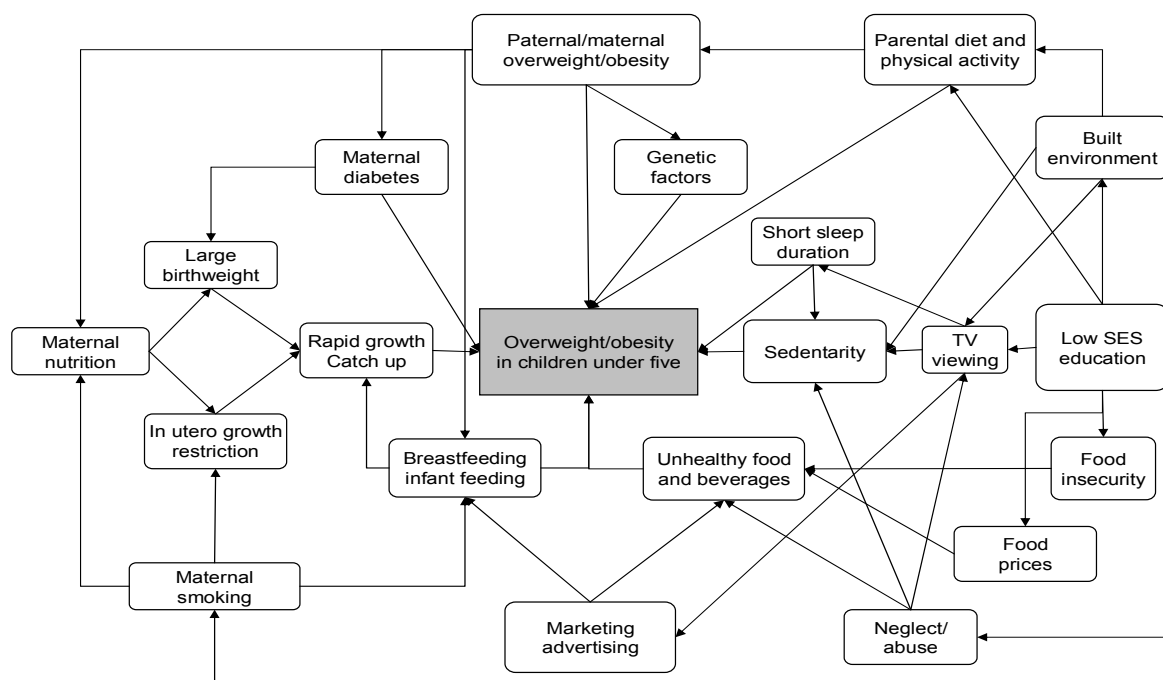 Paternal/maternal
overweight/obesity
Parental diet and
physical activity
Maternal
diabetes
Genetic
factors
Built
environment
Large
birthweight
Short sleep
duration
Maternal
nutrition
Rapid growth
Catch up
Overweight/obesity
in children under five
Sedentarity
TV
viewing
Low SES
education
In utero growth
restriction
Breastfeeding
infant feeding
Unhealthy food
and beverages
Food
insecurity
Food
prices
Maternal
smoking
Marketing
advertising
Neglect/
abuse